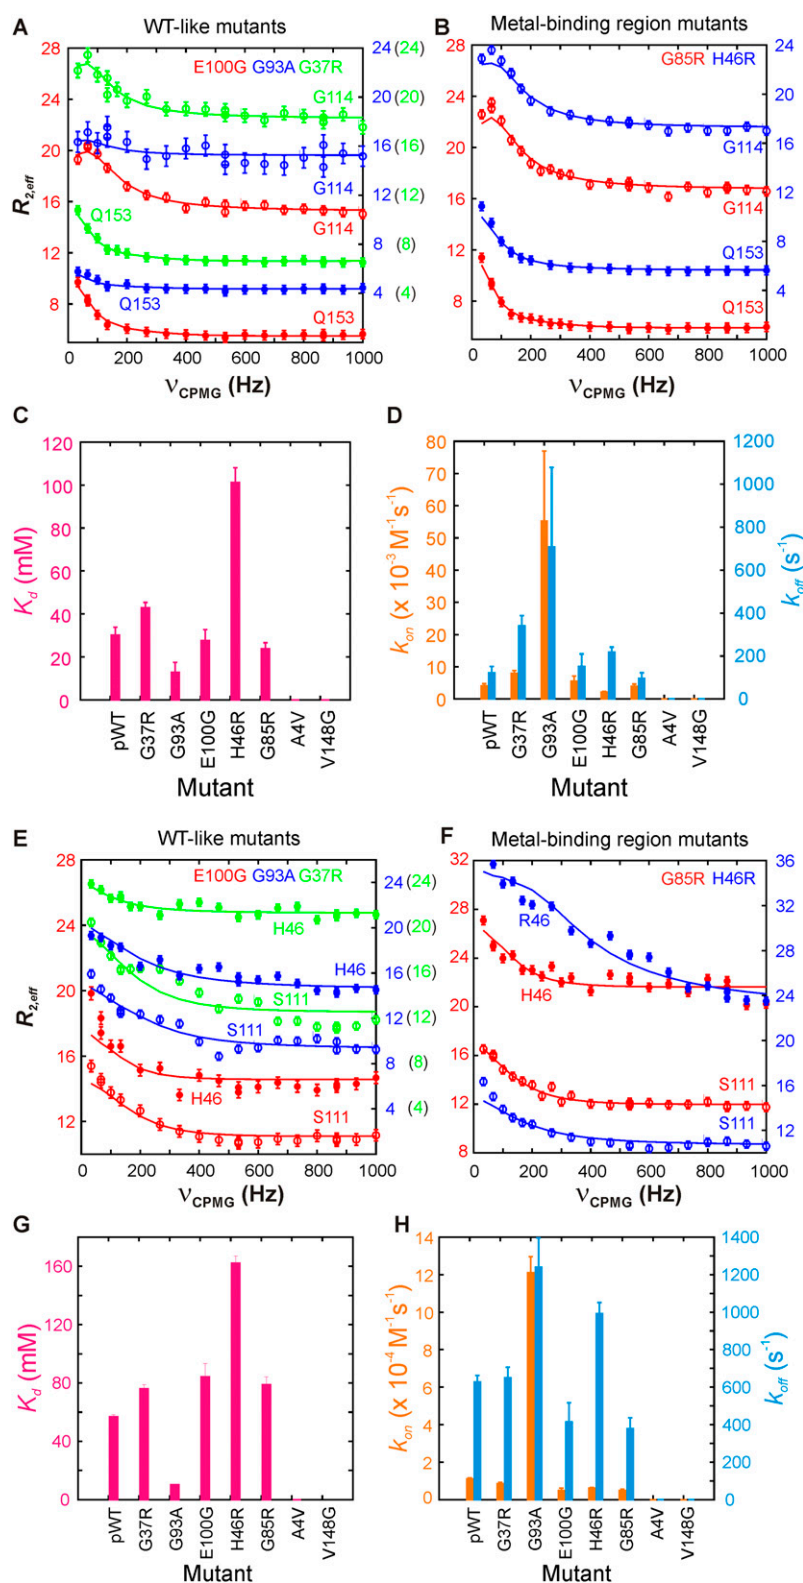 A WT-like mutants
E100G G93A G37R
R2,eff
28
24
20
16
12
8
24 (24)
20 (20)
16 (16)
12 (12)
8 (8)
4 (4)
G114
G114
G114
Q153
Q153
Q153
0 200 400 600 800 1000
νCPMG (Hz)
B Metal-binding region mutants
G85R H46R
28
24
20
16
12
8
24
20
16
12
8
4
G114
G114
Q153
Q153
0 200 400 600 800 1000
νCPMG (Hz)
C
Kd (mM)
120
100
80
60
40
20
0
pWT G37R G93A E100G H46R G85R A4V V148G
Mutant
D
kon (x 10-3 M-1s-1)
80
70
60
50
40
30
20
10
0
koff (s-1)
1200
1000
800
600
400
200
0
pWT G37R G93A E100G H46R G85R A4V V148G
Mutant
E WT-like mutants
E100G G93A G37R
R2,eff
28
24
20
16
12
24 (24)
20 (20)
16 (16)
12 (12)
8 (8)
4 (4)
H46
H46
S111
S111
H46
S111
0 200 400 600 800 1000
νCPMG (Hz)
F Metal-binding region mutants
G85R H46R
32
28
24
20
16
12
8
36
32
28
24
20
16
12
R46
H46
S111
S111
0 200 400 600 800 1000
νCPMG (Hz)
G
Kd (mM)
160
120
80
40
0
pWT G37R G93A E100G H46R G85R A4V V148G
Mutant
H
kon (x 10-4 M-1s-1)
14
12
10
8
6
4
2
0
koff (s-1)
1400
1200
1000
800
600
400
200
0
pWT G37R G93A E100G H46R G85R A4V V148G
Mutant